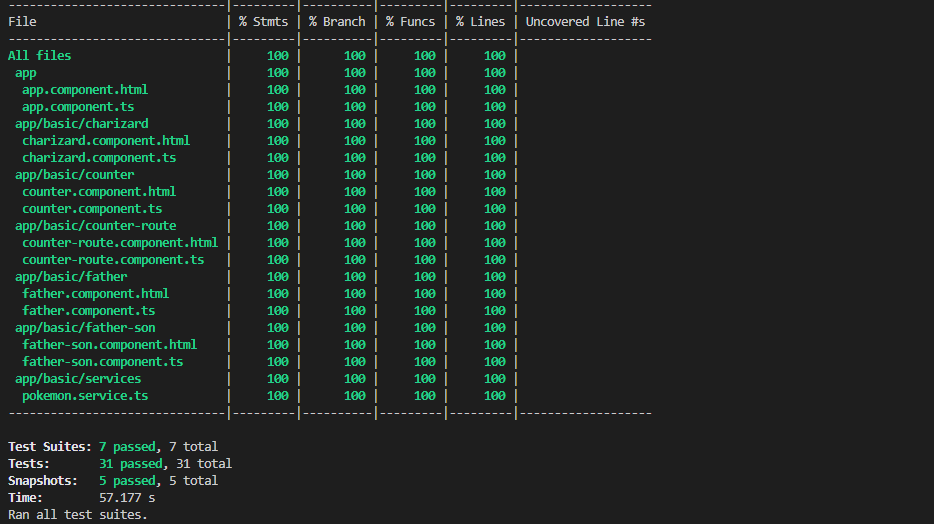 -------------------------------|---------|----------|---------|---------|-------------------
File                           | % Stmts | % Branch | % Funcs | % Lines | Uncovered Line #s
-------------------------------|---------|----------|---------|---------|-------------------
All files                      |     100 |      100 |     100 |     100 |
 app                           |     100 |      100 |     100 |     100 |
  app.component.html           |     100 |      100 |     100 |     100 |
  app.component.ts             |     100 |      100 |     100 |     100 |
 app/basic/charizard           |     100 |      100 |     100 |     100 |
  charizard.component.html     |     100 |      100 |     100 |     100 |
  charizard.component.ts       |     100 |      100 |     100 |     100 |
 app/basic/counter             |     100 |      100 |     100 |     100 |
  counter.component.html       |     100 |      100 |     100 |     100 |
  counter.component.ts         |     100 |      100 |     100 |     100 |
 app/basic/counter-route       |     100 |      100 |     100 |     100 |
  counter-route.component.html |     100 |      100 |     100 |     100 |
  counter-route.component.ts   |     100 |      100 |     100 |     100 |
 app/basic/father              |     100 |      100 |     100 |     100 |
  father.component.html        |     100 |      100 |     100 |     100 |
  father.component.ts          |     100 |      100 |     100 |     100 |
 app/basic/father-son          |     100 |      100 |     100 |     100 |
  father-son.component.html    |     100 |      100 |     100 |     100 |
  father-son.component.ts      |     100 |      100 |     100 |     100 |
 app/basic/services            |     100 |      100 |     100 |     100 |
  pokemon.service.ts           |     100 |      100 |     100 |     100 |
-------------------------------|---------|----------|---------|---------|-------------------
Test Suites: 7 passed, 7 total
Tests:       31 passed, 31 total
Snapshots:   5 passed, 5 total
Time:        57.177 s
Ran all test suites.